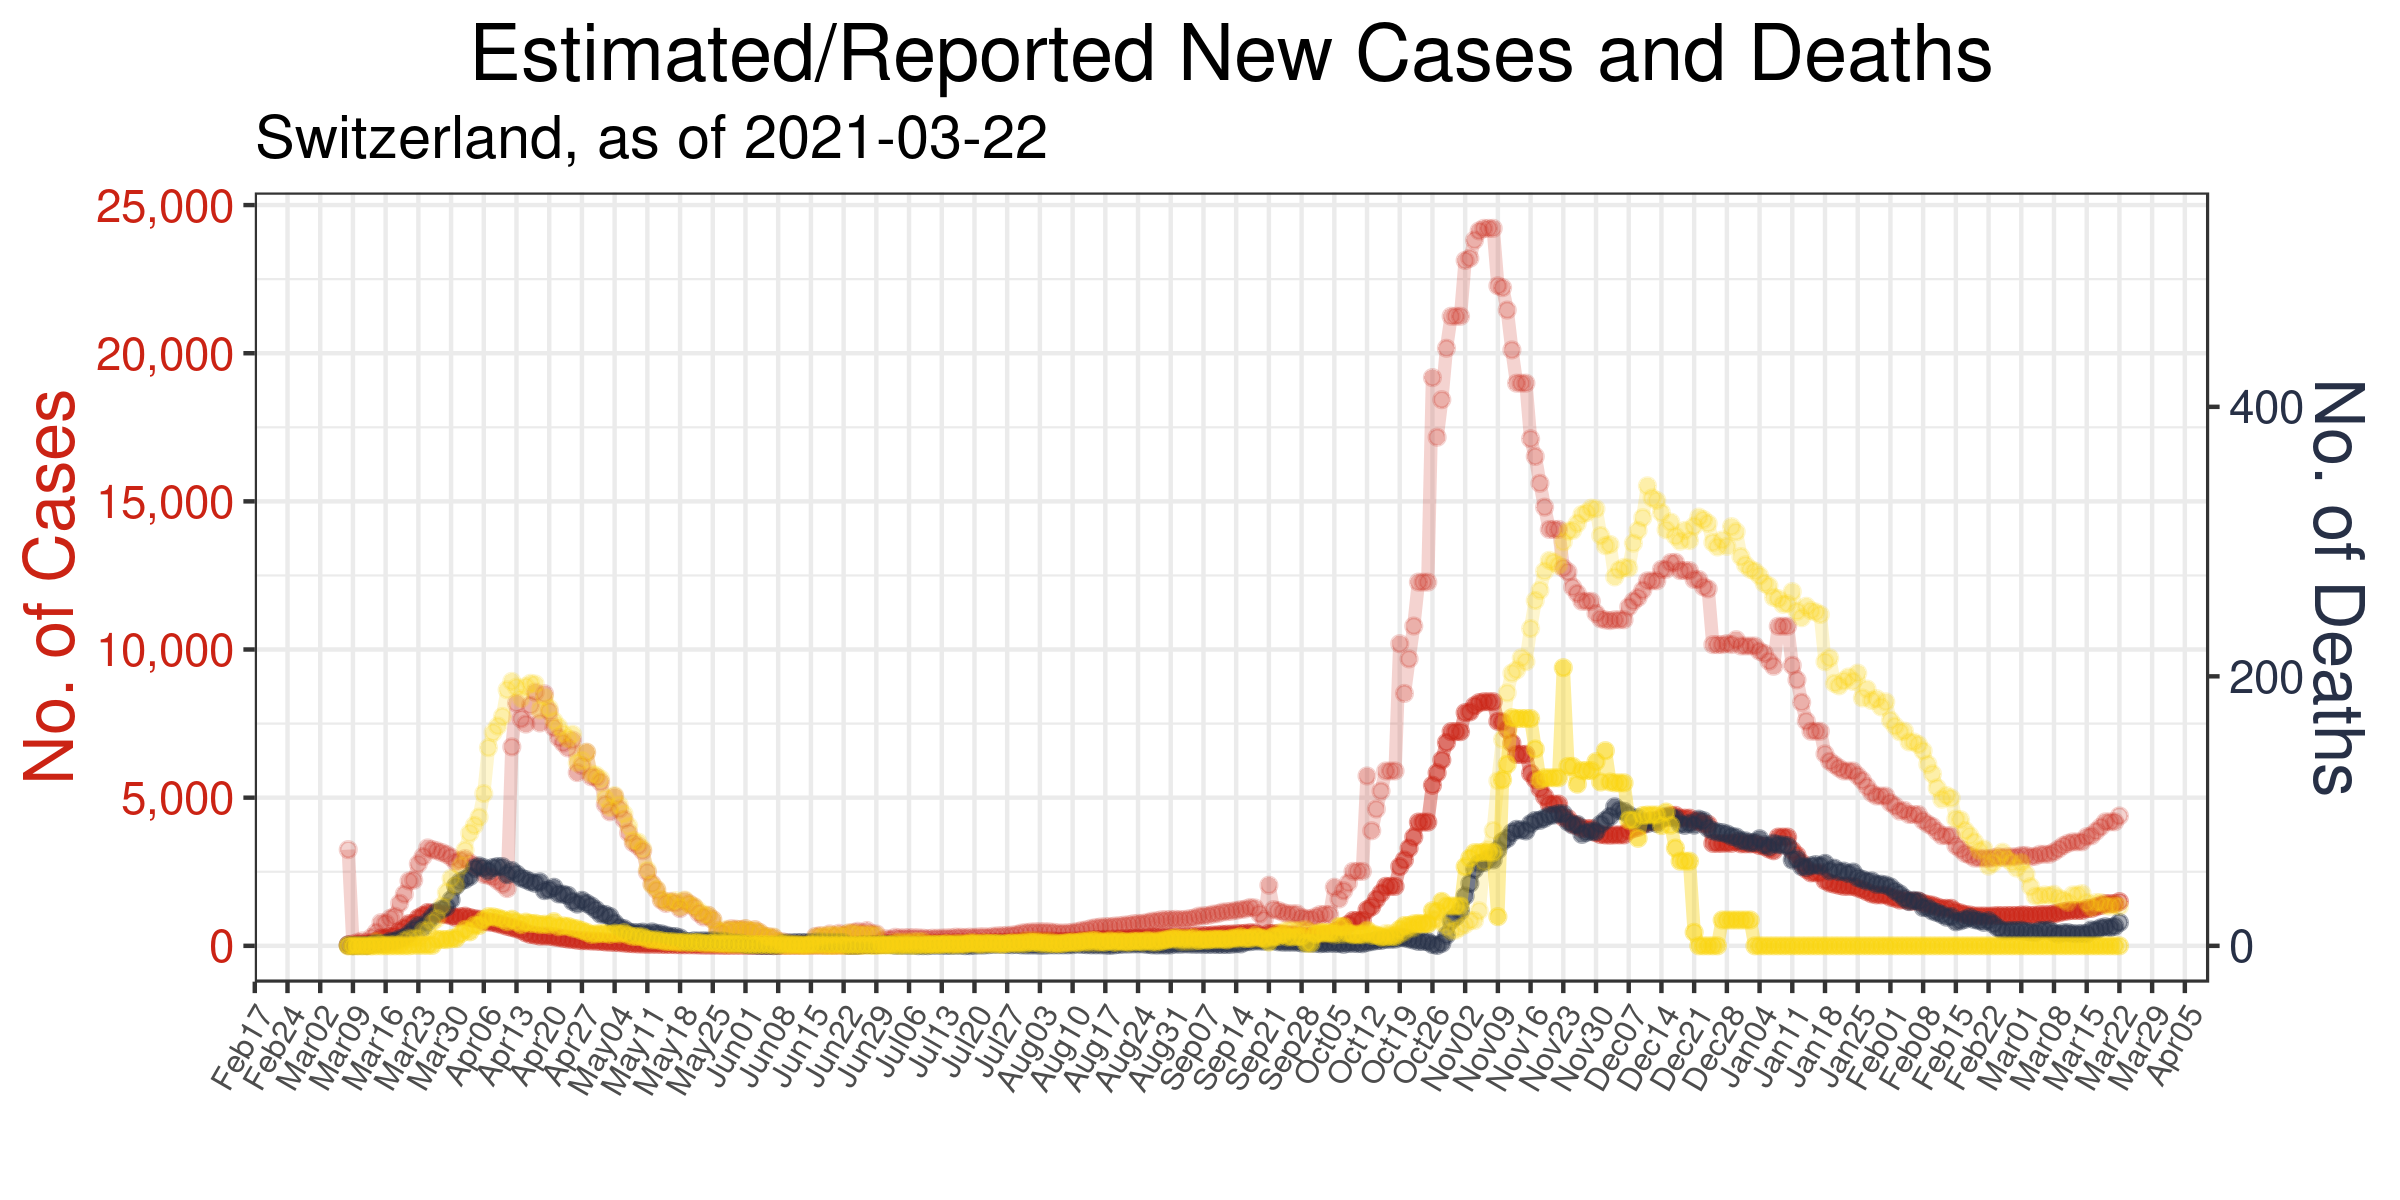 Estimated/Reported New Cases and Deaths
Switzerland, as of 2021-03-22
No. of Cases
25,000
20,000
15,000
10,000
5,000
0
No. of Deaths
400
200
0
Feb17
Feb24
Mar02
Mar09
Mar16
Mar23
Mar30
Apr06
Apr13
Apr20
Apr27
May04
May11
May18
May25
Jun01
Jun08
Jun15
Jun22
Jun29
Jul06
Jul13
Jul20
Jul27
Aug03
Aug10
Aug17
Aug24
Aug31
Sep07
Sep14
Sep21
Sep28
Oct05
Oct12
Oct19
Oct26
Nov02
Nov09
Nov16
Nov23
Nov30
Dec07
Dec14
Dec21
Dec28
Jan04
Jan11
Jan18
Jan25
Feb01
Feb08
Feb15
Feb22
Mar01
Mar08
Mar15
Mar22
Mar29
Apr05